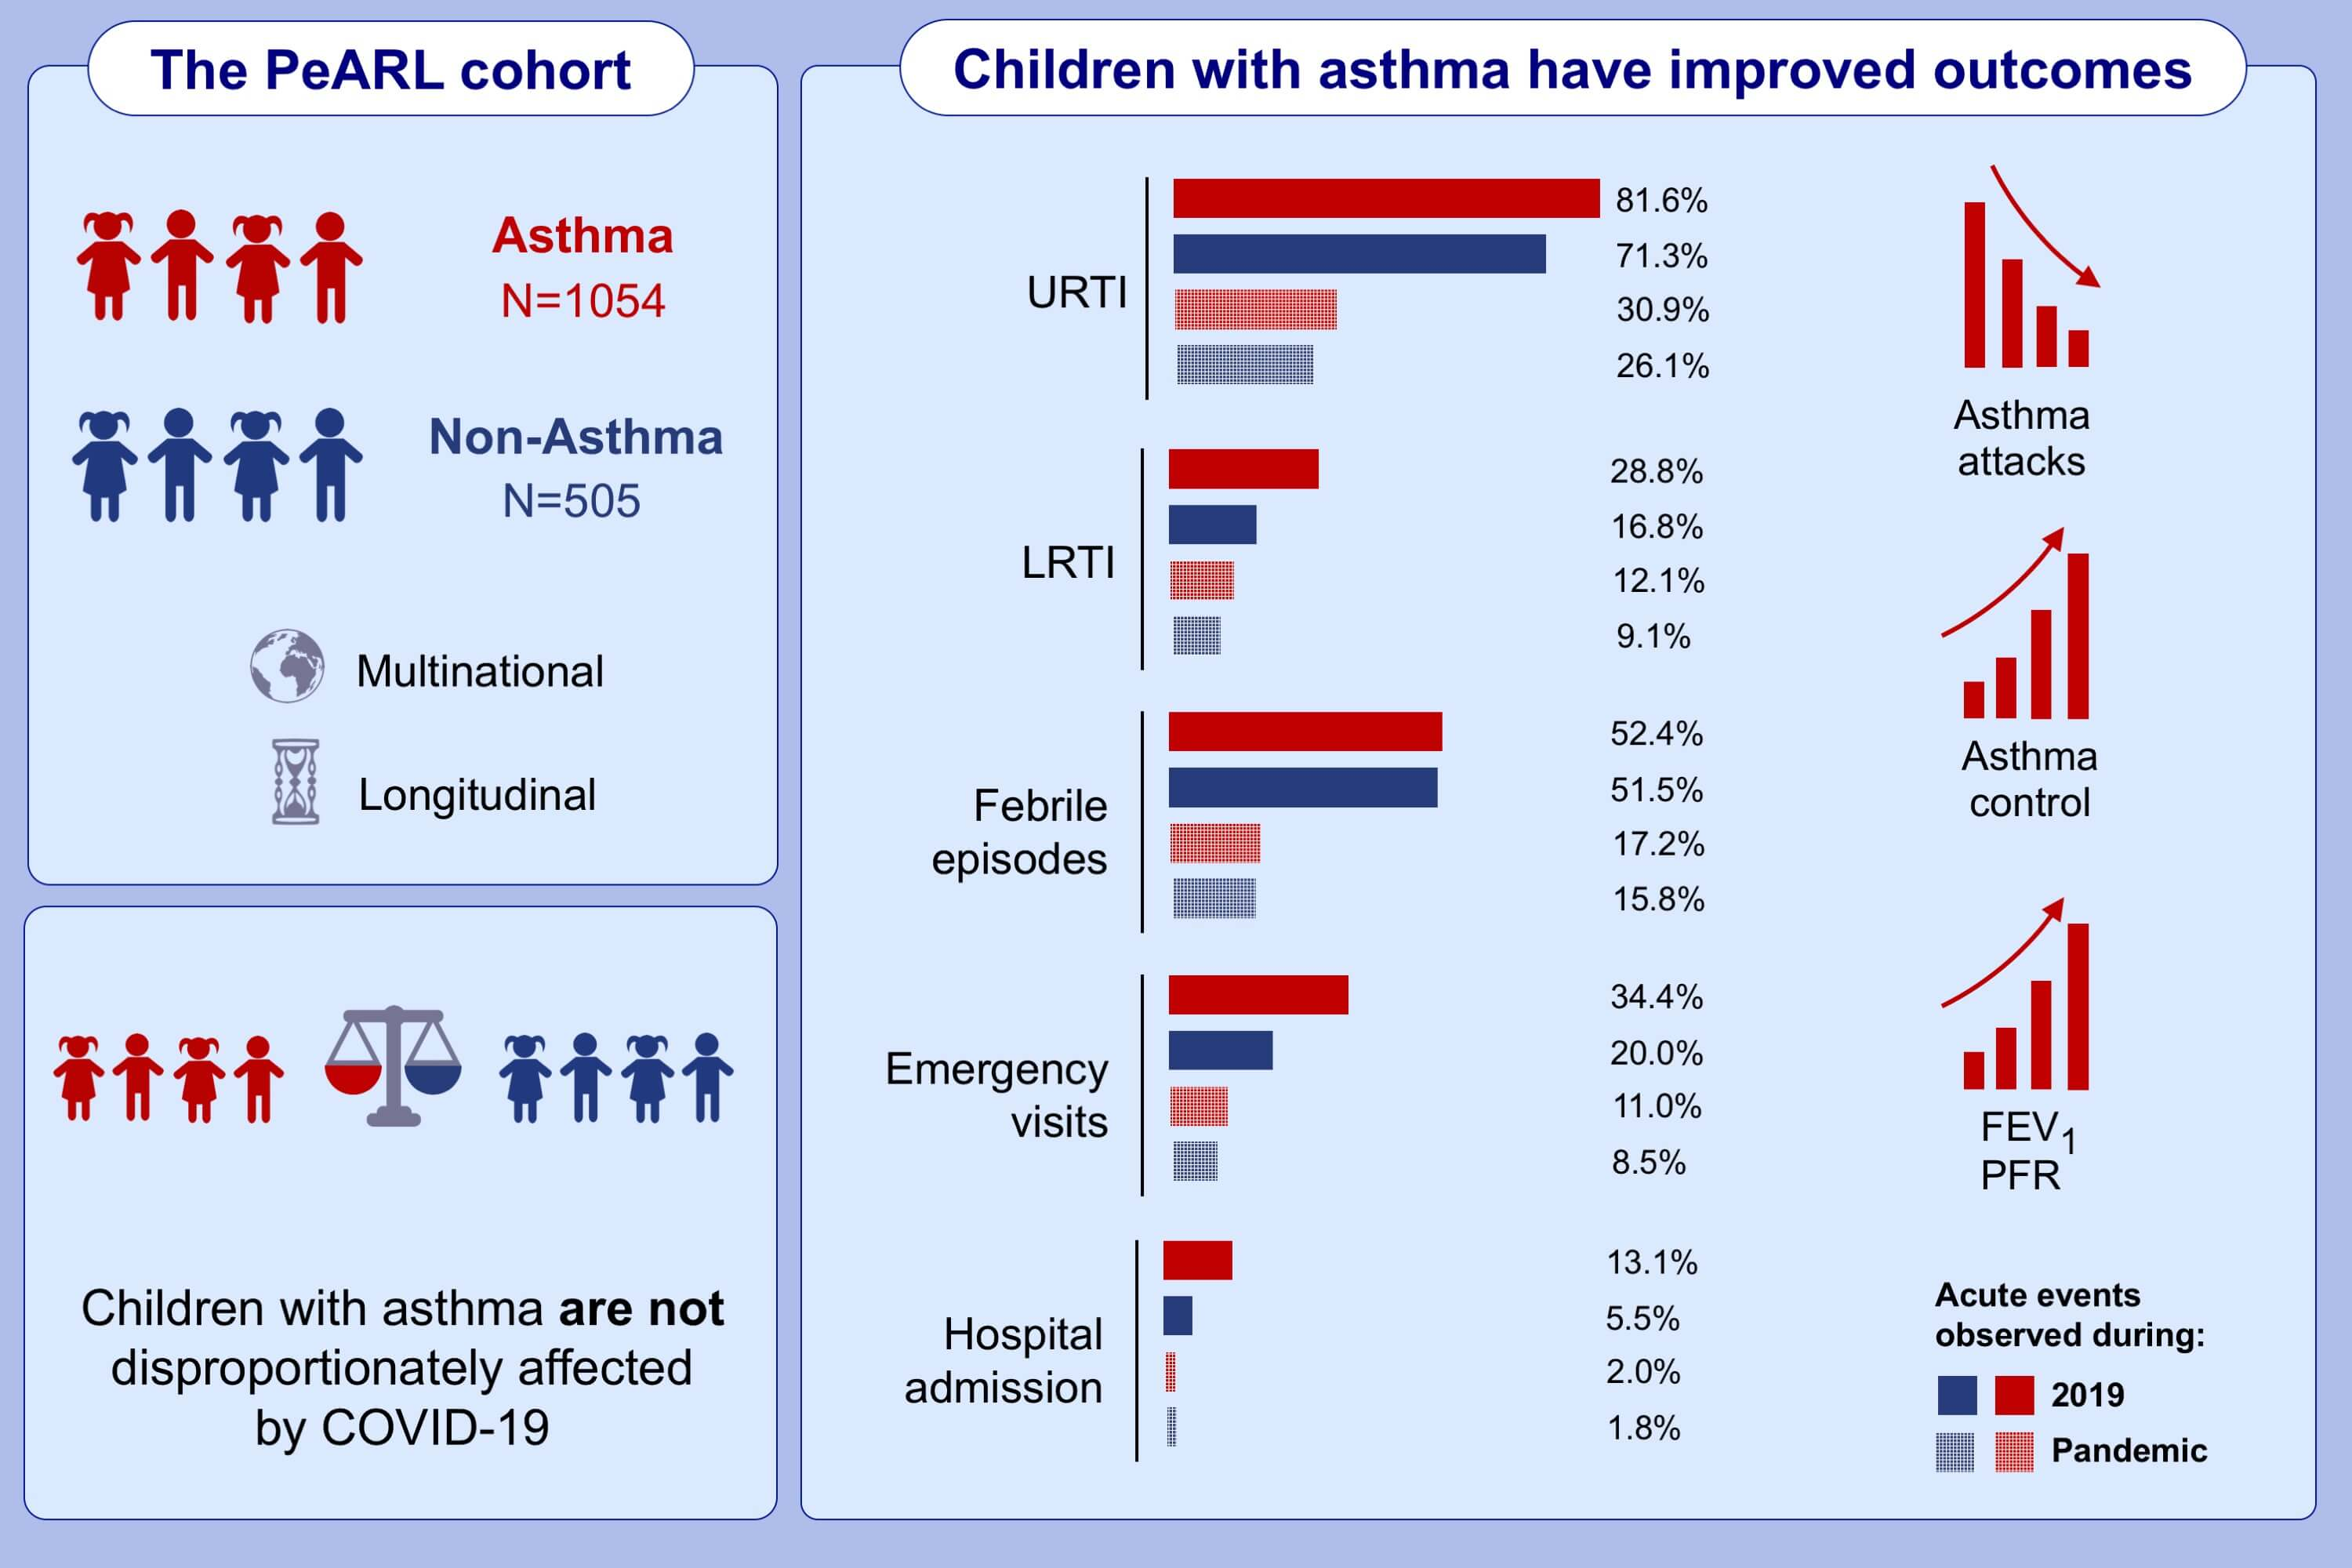 The PeARL cohort
Asthma
N=1054
Non-Asthma
N=505
Multinational
Longitudinal
Children with asthma are not
disproportionately affected
by COVID-19
Children with asthma have improved outcomes
URTI
81.6%
71.3%
30.9%
26.1%
LRTI
28.8%
16.8%
12.1%
9.1%
Febrile
episodes
52.4%
51.5%
17.2%
15.8%
Emergency
visits
34.4%
20.0%
11.0%
8.5%
Hospital
admission
13.1%
5.5%
2.0%
1.8%
Asthma
attacks
Asthma
control
FEV1
PFR
Acute events
observed during:
2019
Pandemic